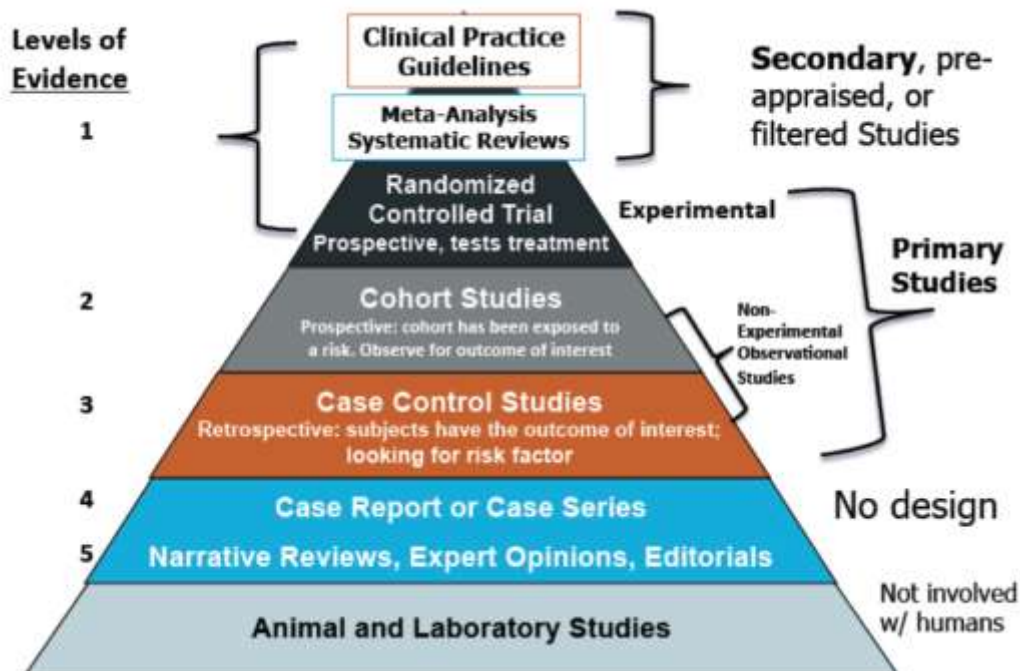 Levels of
Evidence
Clinical Practice
Guidelines
Secondary, pre-
appraised, or
filtered Studies
1
Meta-Analysis
Systematic Reviews
Randomized
Controlled Trial
Prospective, tests treatment
Experimental
Primary
Studies
2
Cohort Studies
Prospective: cohort has been exposed to
a risk. Observe for outcome of interest
Non-
Experimental
Observational
Studies
3
Case Control Studies
Retrospective: subjects have the outcome of interest;
looking for risk factor
4
Case Report or Case Series
No design
5
Narrative Reviews, Expert Opinions, Editorials
Animal and Laboratory Studies
Not involved
w/ humans